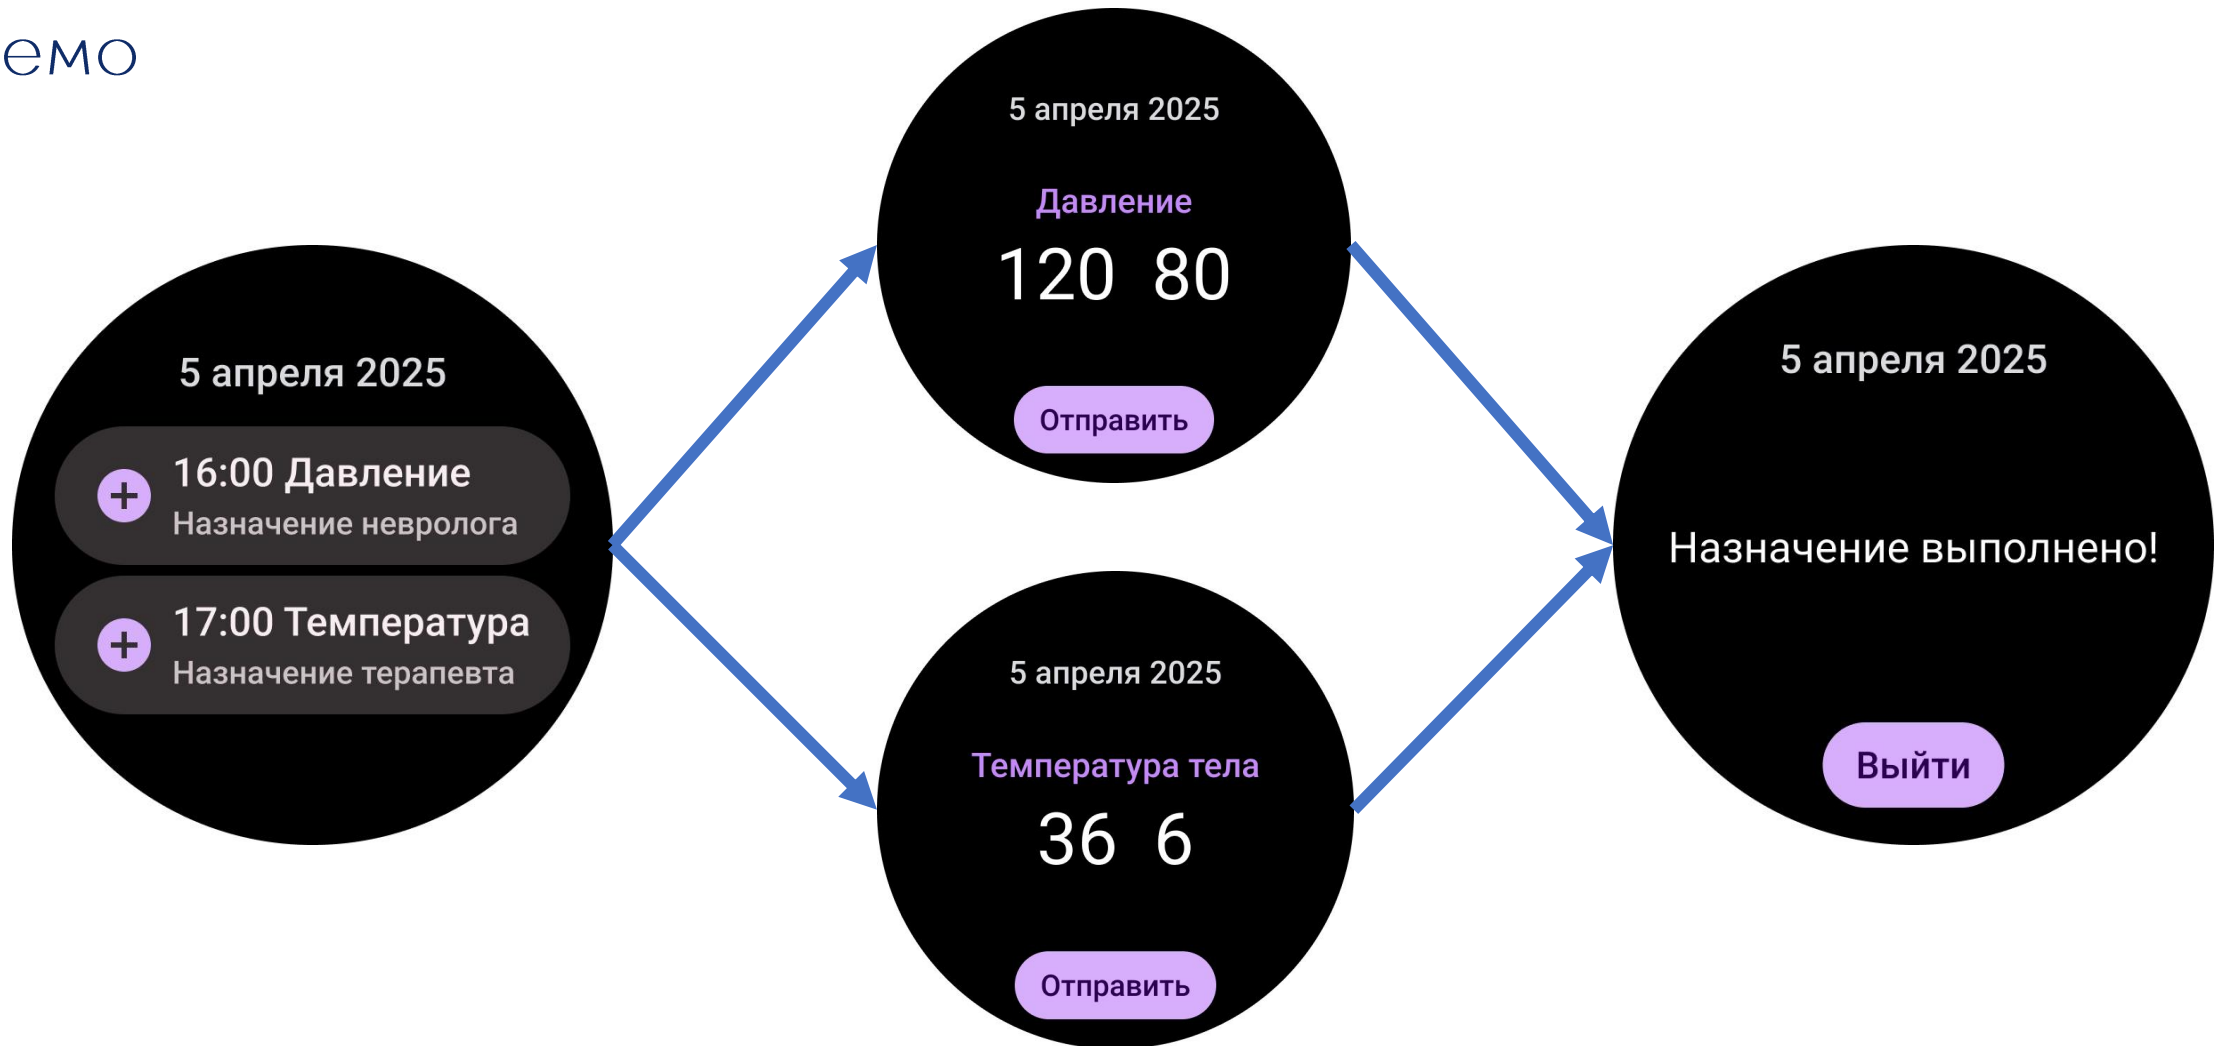 емо
5 апреля 2025
16:00 Давление
Назначение невролога
17:00 Температура
Назначение терапевта
5 апреля 2025
Давление
120 80
Отправить
5 апреля 2025
Температура тела
36 6
Отправить
5 апреля 2025
Назначение выполнено!
Выйти